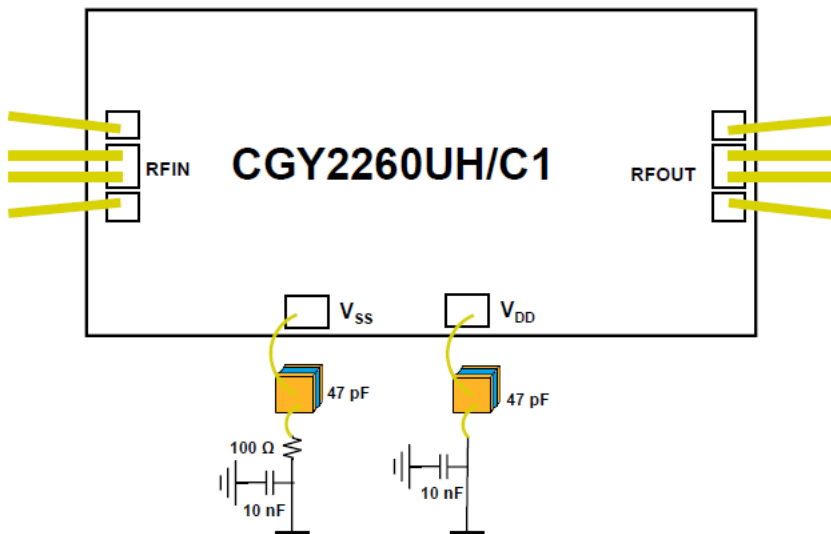 RFIN
CGY2260UH/C1
RFOUT
VSS
VDD
47 pF
47 pF
100 Ω
10 nF
10 nF